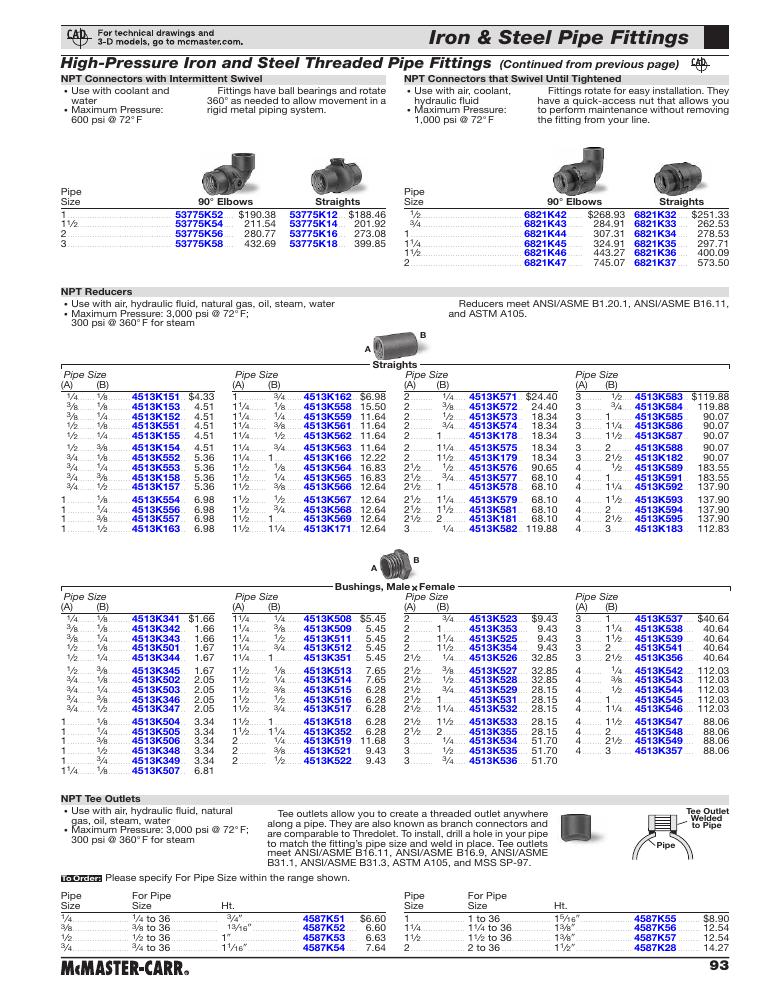 CAD
For technical drawings and
3-D models, go to mcmaster.com.
Iron & Steel Pipe Fittings
High-Pressure Iron and Steel Threaded Pipe Fittings (Continued from previous page) CAD
NPT Connectors with Intermittent Swivel
• Use with coolant and
water
• Maximum Pressure:
600 psi @ 72° F
Fittings have ball bearings and rotate
360° as needed to allow movement in a
rigid metal piping system.
Pipe
Size 90° Elbows Straights
1 53775K52 $190.38 53775K12 $188.46
1½ 53775K54 211.54 53775K14 201.92
2 53775K56 280.77 53775K16 273.08
3 53775K58 432.69 53775K18 399.85
NPT Connectors that Swivel Until Tightened
• Use with air, coolant,
hydraulic fluid
• Maximum Pressure:
1,000 psi @ 72° F
Fittings rotate for easy installation. They
have a quick-access nut that allows you
to perform maintenance without removing
the fitting from your line.
Pipe
Size 90° Elbows Straights
½ 6821K42 $268.93 6821K32 $251.33
¾ 6821K43 284.91 6821K33 262.53
1 6821K44 307.31 6821K34 278.53
1¼ 6821K45 324.91 6821K35 297.71
1½ 6821K46 443.27 6821K36 400.09
2 6821K47 745.07 6821K37 573.50
NPT Reducers
• Use with air, hydraulic fluid, natural gas, oil, steam, water
• Maximum Pressure: 3,000 psi @ 72° F;
300 psi @ 360° F for steam
Reducers meet ANSI/ASME B1.20.1, ANSI/ASME B16.11,
and ASTM A105.
A B
Straights
Pipe Size
(A) (B)
¼ ⅛ 4513K151 $4.33
⅜ ⅛ 4513K153 4.51
⅜ ¼ 4513K152 4.51
½ ⅛ 4513K551 4.51
½ ¼ 4513K155 4.51
½ ⅜ 4513K154 4.51
¾ ⅛ 4513K552 5.36
¾ ¼ 4513K553 5.36
¾ ⅜ 4513K158 5.36
¾ ½ 4513K157 5.36
1 ⅛ 4513K554 6.98
1 ¼ 4513K556 6.98
1 ⅜ 4513K557 6.98
1 ½ 4513K163 6.98
Pipe Size
(A) (B)
1 ¾ 4513K162 $6.98
1¼ ⅛ 4513K558 15.50
1¼ ¼ 4513K559 11.64
1¼ ⅜ 4513K561 11.64
1¼ ½ 4513K562 11.64
1¼ ¾ 4513K563 11.64
1¼ 1 4513K166 12.22
1½ ⅛ 4513K564 16.83
1½ ¼ 4513K565 16.83
1½ ⅜ 4513K566 12.64
1½ ½ 4513K567 12.64
1½ ¾ 4513K568 12.64
1½ 1 4513K569 12.64
1½ 1¼ 4513K171 12.64
Pipe Size
(A) (B)
2 ¼ 4513K571 $24.40
2 ⅜ 4513K572 24.40
2 ½ 4513K573 18.34
2 ¾ 4513K574 18.34
2 1 4513K178 18.34
2 1¼ 4513K575 18.34
2 1½ 4513K179 18.34
2½ ½ 4513K576 90.65
2½ ¾ 4513K577 68.10
2½ 1 4513K578 68.10
2½ 1¼ 4513K579 68.10
2½ 1½ 4513K581 68.10
2½ 2 4513K181 68.10
3 ¼ 4513K582 119.88
Pipe Size
(A) (B)
3 ½ 4513K583 $119.88
3 ¾ 4513K584 119.88
3 1 4513K585 90.07
3 1¼ 4513K586 90.07
3 1½ 4513K587 90.07
3 2 4513K588 90.07
3 2½ 4513K182 90.07
4 ½ 4513K589 183.55
4 1 4513K591 183.55
4 1¼ 4513K592 137.90
4 1½ 4513K593 137.90
4 2 4513K594 137.90
4 2½ 4513K595 137.90
4 3 4513K183 112.83
A B
Bushings, Male x Female
Pipe Size
(A) (B)
¼ ⅛ 4513K341 $1.66
⅜ ⅛ 4513K342 1.66
⅜ ¼ 4513K343 1.66
½ ⅛ 4513K501 1.67
½ ¼ 4513K344 1.67
½ ⅜ 4513K345 1.67
¾ ⅛ 4513K502 2.05
¾ ¼ 4513K503 2.05
¾ ⅜ 4513K346 2.05
¾ ½ 4513K347 2.05
1 ⅛ 4513K504 3.34
1 ¼ 4513K505 3.34
1 ⅜ 4513K506 3.34
1 ½ 4513K348 3.34
1 ¾ 4513K349 3.34
1¼ ⅛ 4513K507 6.81
Pipe Size
(A) (B)
1¼ ¼ 4513K508 $5.45
1¼ ⅜ 4513K509 5.45
1¼ ½ 4513K511 5.45
1¼ ¾ 4513K512 5.45
1¼ 1 4513K351 5.45
1½ ⅛ 4513K513 7.65
1½ ¼ 4513K514 7.65
1½ ⅜ 4513K515 6.28
1½ ½ 4513K516 6.28
1½ ¾ 4513K517 6.28
1½ 1 4513K518 6.28
1½ 1¼ 4513K352 6.28
2 ¼ 4513K519 11.68
2 ⅜ 4513K521 9.43
2 ½ 4513K522 9.43
Pipe Size
(A) (B)
2 ¾ 4513K523 $9.43
2 1 4513K353 9.43
2 1¼ 4513K525 9.43
2 1½ 4513K354 9.43
2½ ¼ 4513K526 32.85
2½ ⅜ 4513K527 32.85
2½ ½ 4513K528 32.85
2½ ¾ 4513K529 28.15
2½ 1 4513K531 28.15
2½ 1¼ 4513K532 28.15
2½ 1½ 4513K533 28.15
2½ 2 4513K355 28.15
3 ¼ 4513K534 51.70
3 ½ 4513K535 51.70
3 ¾ 4513K536 51.70
Pipe Size
(A) (B)
3 1 4513K537 $40.64
3 1¼ 4513K538 40.64
3 1½ 4513K539 40.64
3 2 4513K541 40.64
3 2½ 4513K356 40.64
4 ¼ 4513K542 112.03
4 ⅜ 4513K543 112.03
4 ½ 4513K544 112.03
4 1 4513K545 112.03
4 1¼ 4513K546 112.03
4 1½ 4513K547 88.06
4 2 4513K548 88.06
4 2½ 4513K549 88.06
4 3 4513K357 88.06
NPT Tee Outlets
• Use with air, hydraulic fluid, natural
gas, oil, steam, water
• Maximum Pressure: 3,000 psi @ 72° F;
300 psi @ 360° F for steam
Tee outlets allow you to create a threaded outlet anywhere
along a pipe. They are also known as branch connectors and
are comparable to Thredolet. To install, drill a hole in your pipe
to match the fitting's pipe size and weld in place. Tee outlets
meet ANSI/ASME B16.11, ANSI/ASME B16.9, ANSI/ASME
B31.1, ANSI/ASME B31.3, ASTM A105, and MSS SP-97.
Tee Outlet
Welded
to Pipe
Pipe
To Order: Please specify For Pipe Size within the range shown.
Pipe For Pipe
Size Size Ht.
¼ ¼ to 36 ¾" 4587K51 $6.60
⅜ ⅜ to 36 13/16" 4587K52 6.60
½ ½ to 36 1" 4587K53 6.63
¾ ¾ to 36 11/16" 4587K54 7.64
Pipe For Pipe
Size Size Ht.
1 1 to 36 15/16" 4587K55 $8.90
1¼ 1¼ to 36 1⅜" 4587K56 12.54
1½ 1½ to 36 1⅜" 4587K57 12.54
2 2 to 36 1½" 4587K28 14.27
McMASTER-CARR® 93